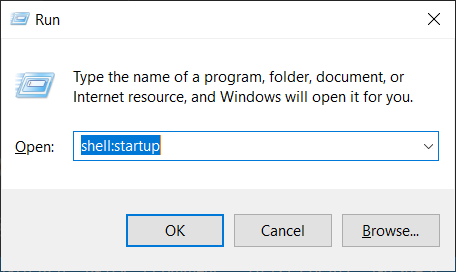 Run
Type the name of a program, folder, document, or
Internet resource, and Windows will open it for you.
Open: shell:startup
OK Cancel Browse...